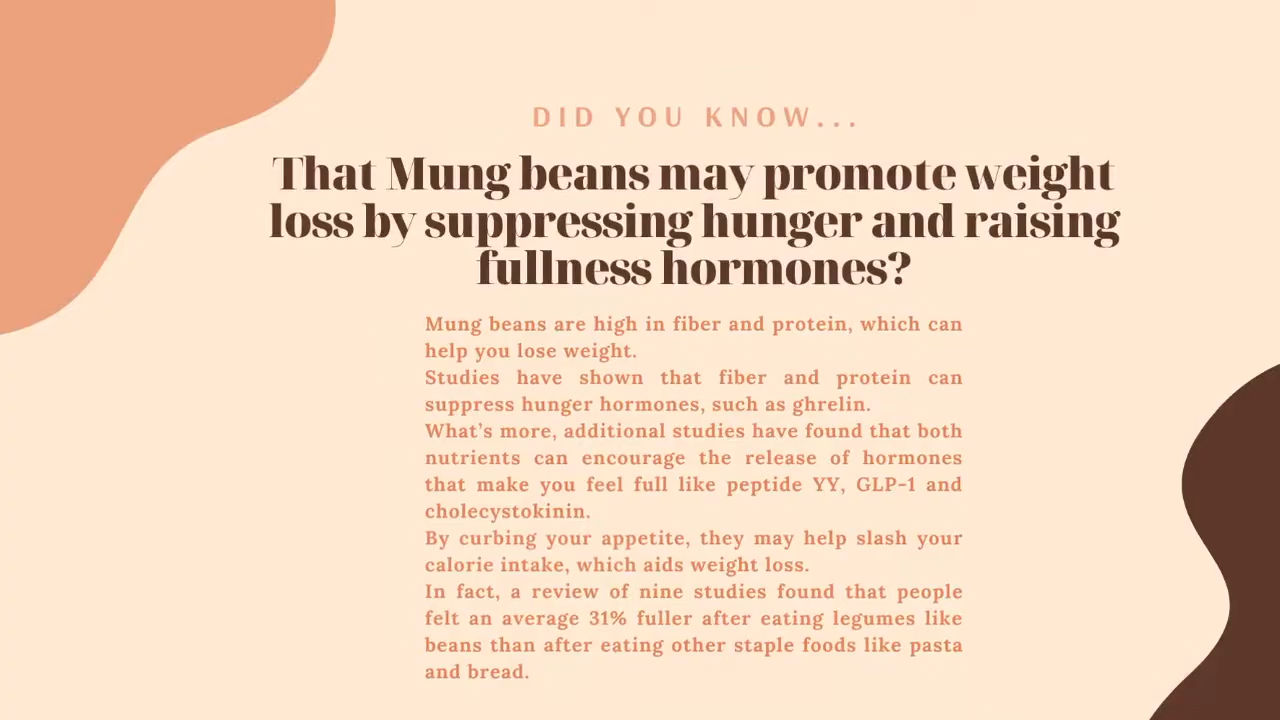 DID YOU KNOW...
That Mung beans may promote weight
loss by suppressing hunger and raising
fullness hormones?
Mung beans are high in fiber and protein, which can
help you lose weight.
Studies have shown that fiber and protein can
suppress hunger hormones, such as ghrelin.
What’s more, additional studies have found that both
nutrients can encourage the release of hormones
that make you feel full like peptide YY, GLP-1 and
cholecystokinin.
By curbing your appetite, they may help slash your
calorie intake, which aids weight loss.
In fact, a review of nine studies found that people
felt an average 31% fuller after eating legumes like
beans than after eating other staple foods like pasta
and bread.